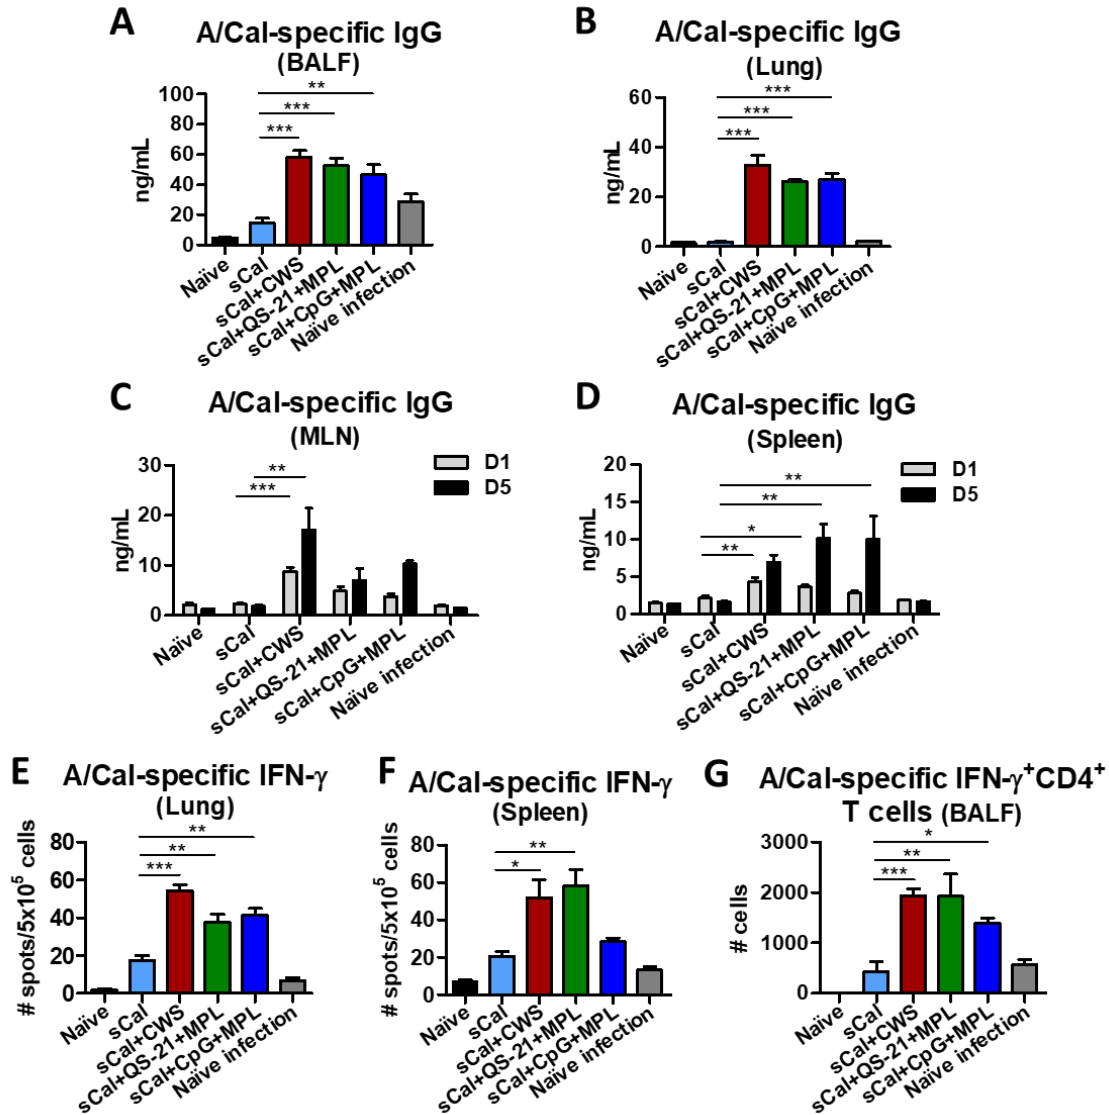 A
A/Cal-specific IgG
(BALF)
**
***
***
100
80
60
40
20
0
ng/mL
Naïve
sCal
sCal+CWS
sCal+QS-21+MPL
sCal+CpG+MPL
Naïve infection
B
A/Cal-specific IgG
(Lung)
***
***
***
60
40
20
0
ng/mL
Naïve
sCal
sCal+CWS
sCal+QS-21+MPL
sCal+CpG+MPL
Naïve infection
C
A/Cal-specific IgG
(MLN)
D1
D5
**
***
30
20
10
0
ng/mL
Naïve
sCal
sCal+CWS
sCal+QS-21+MPL
sCal+CpG+MPL
Naïve infection
D
A/Cal-specific IgG
(Spleen)
D1
D5
**
**
*
**
20
15
10
5
0
ng/mL
Naïve
sCal
sCal+CWS
sCal+QS-21+MPL
sCal+CpG+MPL
Naïve infection
E
A/Cal-specific IFN-γ
(Lung)
**
**
***
80
60
40
20
0
# spots/5x10⁵ cells
Naïve
sCal
sCal+CWS
sCal+QS-21+MPL
sCal+CpG+MPL
Naïve infection
F
A/Cal-specific IFN-γ
(Spleen)
**
*
80
60
40
20
0
# spots/5x10⁵ cells
Naïve
sCal
sCal+CWS
sCal+QS-21+MPL
sCal+CpG+MPL
Naïve infection
G
A/Cal-specific IFN-γ⁺CD4⁺
T cells (BALF)
*
**
***
3000
2000
1000
0
# cells
Naïve
sCal
sCal+CWS
sCal+QS-21+MPL
sCal+CpG+MPL
Naïve infection